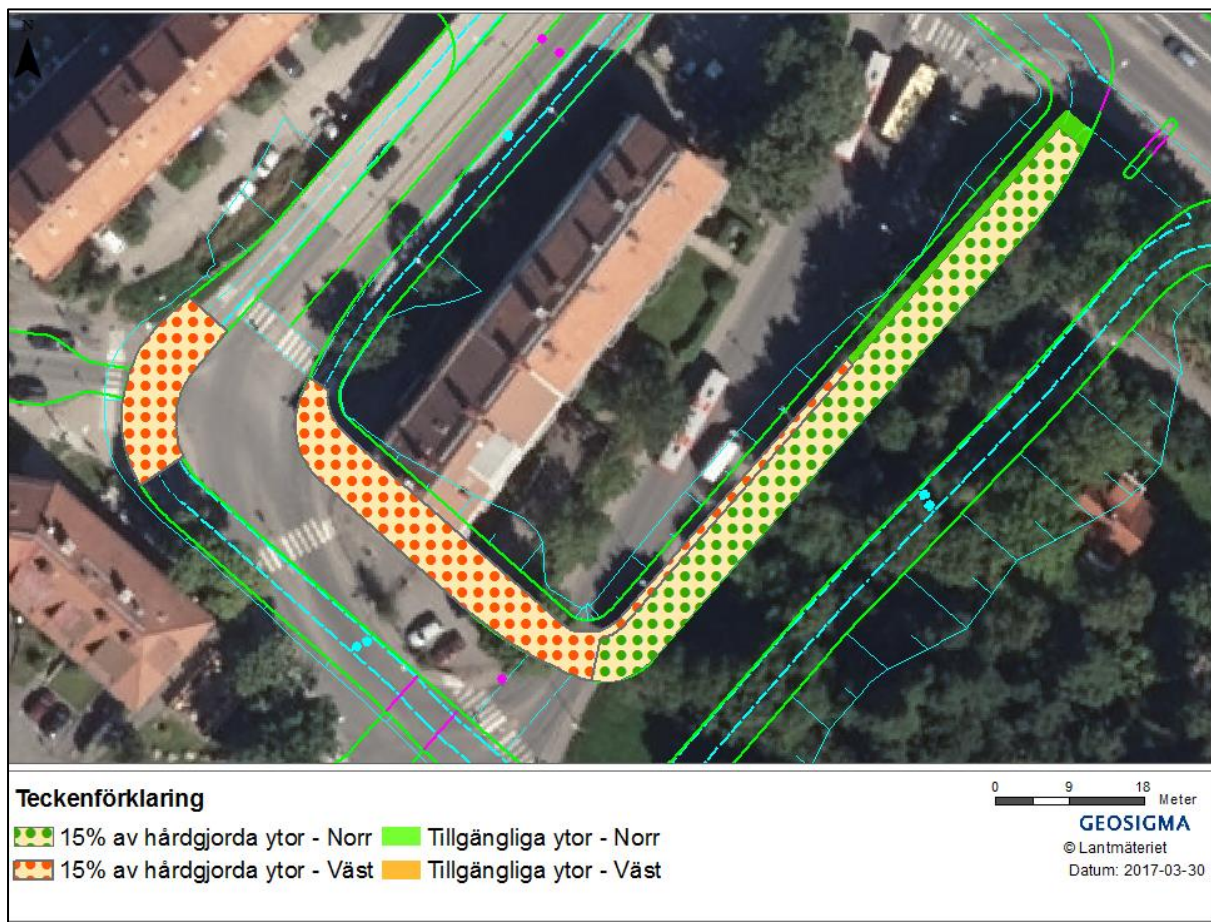 N
Teckenförklaring
15% av hårdgjorda ytor - Norr Tillgängliga ytor - Norr
15% av hårdgjorda ytor - Väst Tillgängliga ytor - Väst
0 9 18
Meter
GEOSIGMA
© Lantmäteriet
Datum: 2017-03-30